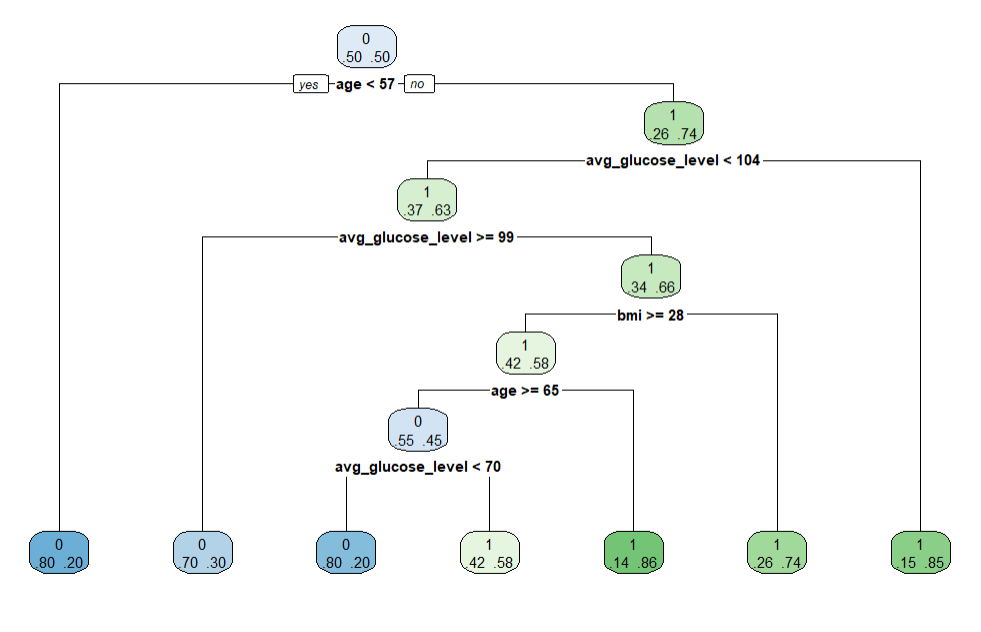 0
.50 .50
yes age < 57 no
1
.26 .74
avg_glucose_level < 104
1
.37 .63
avg_glucose_level >= 99
1
.34 .66
bmi >= 28
1
.42 .58
age >= 65
0
.55 .45
avg_glucose_level < 70
0 0 0 1 1 1 1
.80 .20 .70 .30 .80 .20 .42 .58 .14 .86 .26 .74 .15 .85